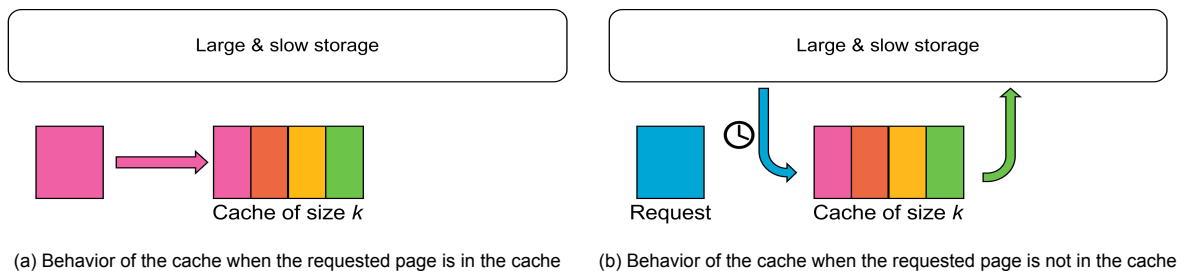 Large & slow storage
Large & slow storage
Cache of size k
Request
Cache of size k
(a) Behavior of the cache when the requested page is in the cache
(b) Behavior of the cache when the requested page is not in the cache